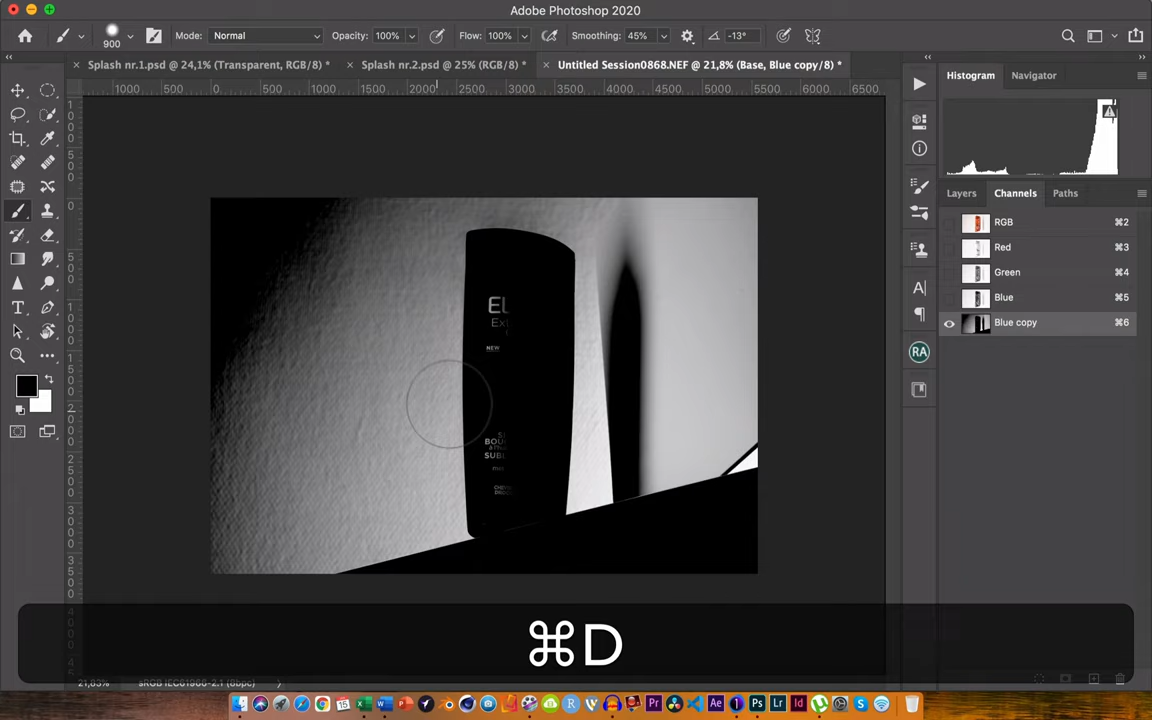 Adobe Photoshop 2020
900
Mode: Normal Opacity: 100% Flow: 100% Smoothing: 45% -13°
Splash nr.1.psd @ 24,1% (Transparent, RGB/8) *
Splash nr.2.psd @ 25% (RGB/8) *
Untitled Session0868.NEF @ 21,8% (Base, Blue copy/8) *
1000 500 0 500 1000 1500 2000 2500 3000 3500 4000 4500 5000 5500 6000 6500
Histogram Navigator
Layers Channels Paths
RGB ⌘2
Red ⌘3
Green ⌘4
Blue ⌘5
Blue copy ⌘6
NEW
⌘D